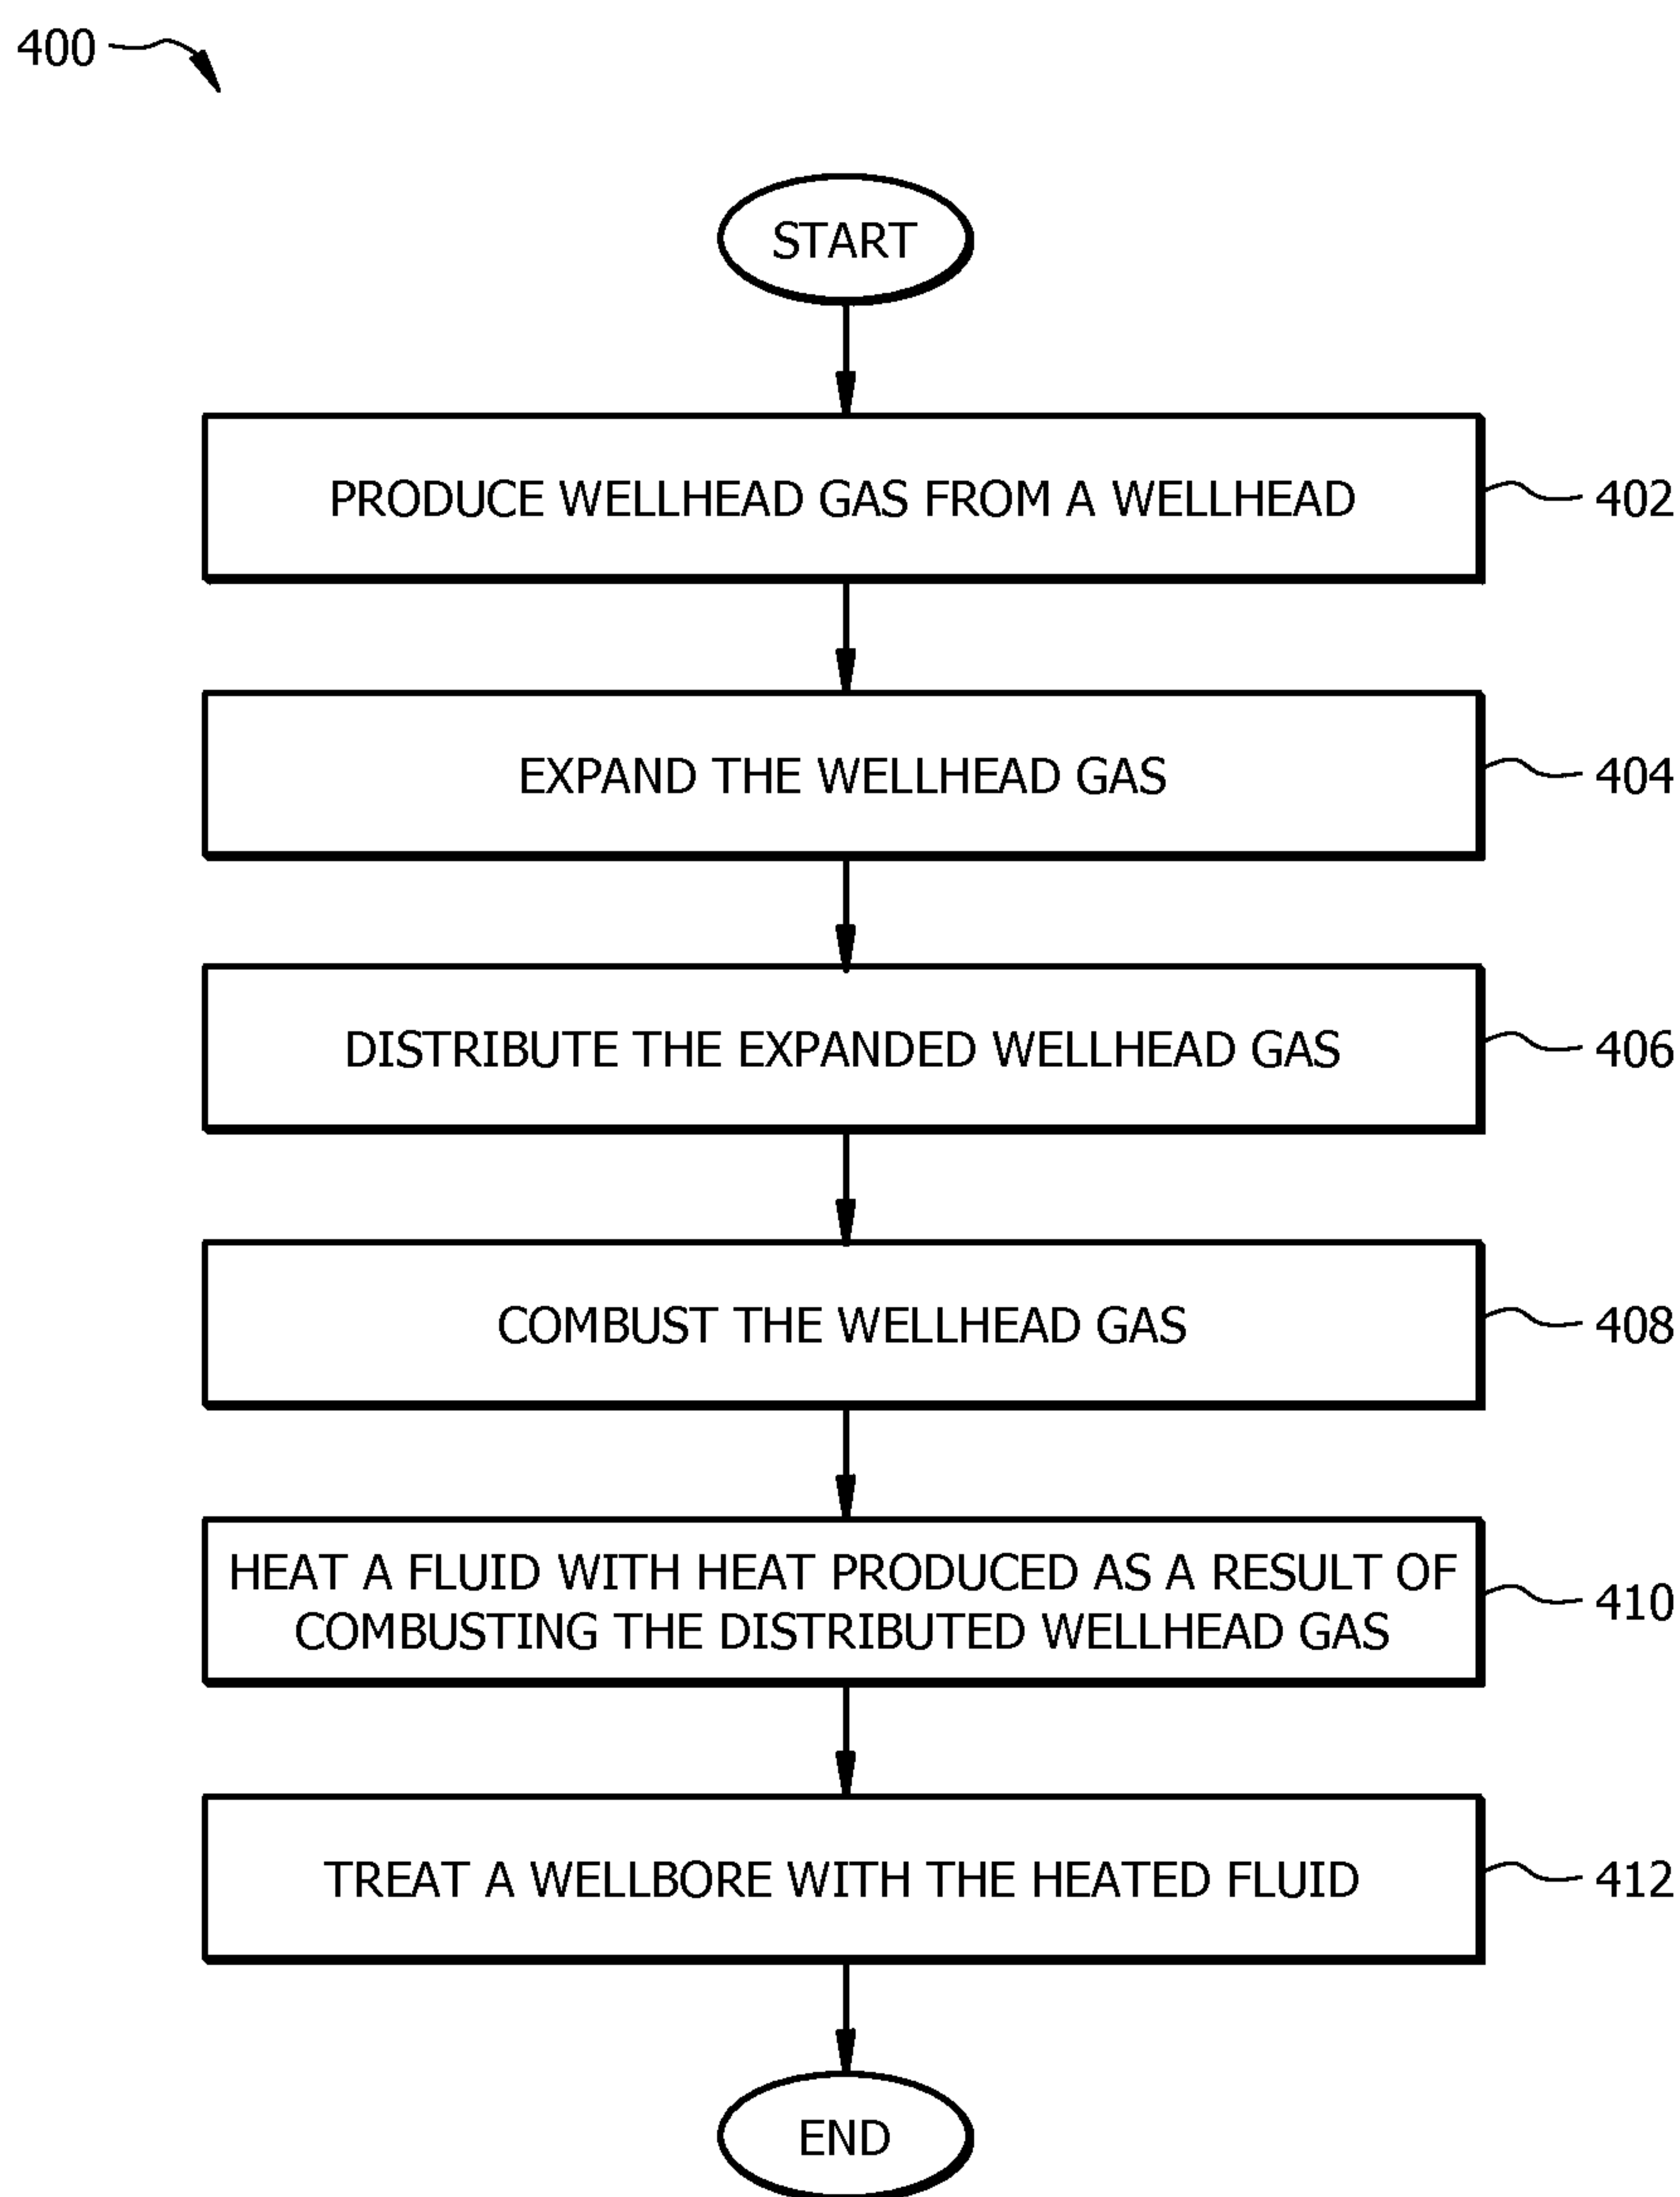 400
START
PRODUCE WELLHEAD GAS FROM A WELLHEAD
402
EXPAND THE WELLHEAD GAS
404
DISTRIBUTE THE EXPANDED WELLHEAD GAS
406
COMBUST THE WELLHEAD GAS
408
HEAT A FLUID WITH HEAT PRODUCED AS A RESULT OF
COMBUSTING THE DISTRIBUTED WELLHEAD GAS
410
TREAT A WELLBORE WITH THE HEATED FLUID
412
END